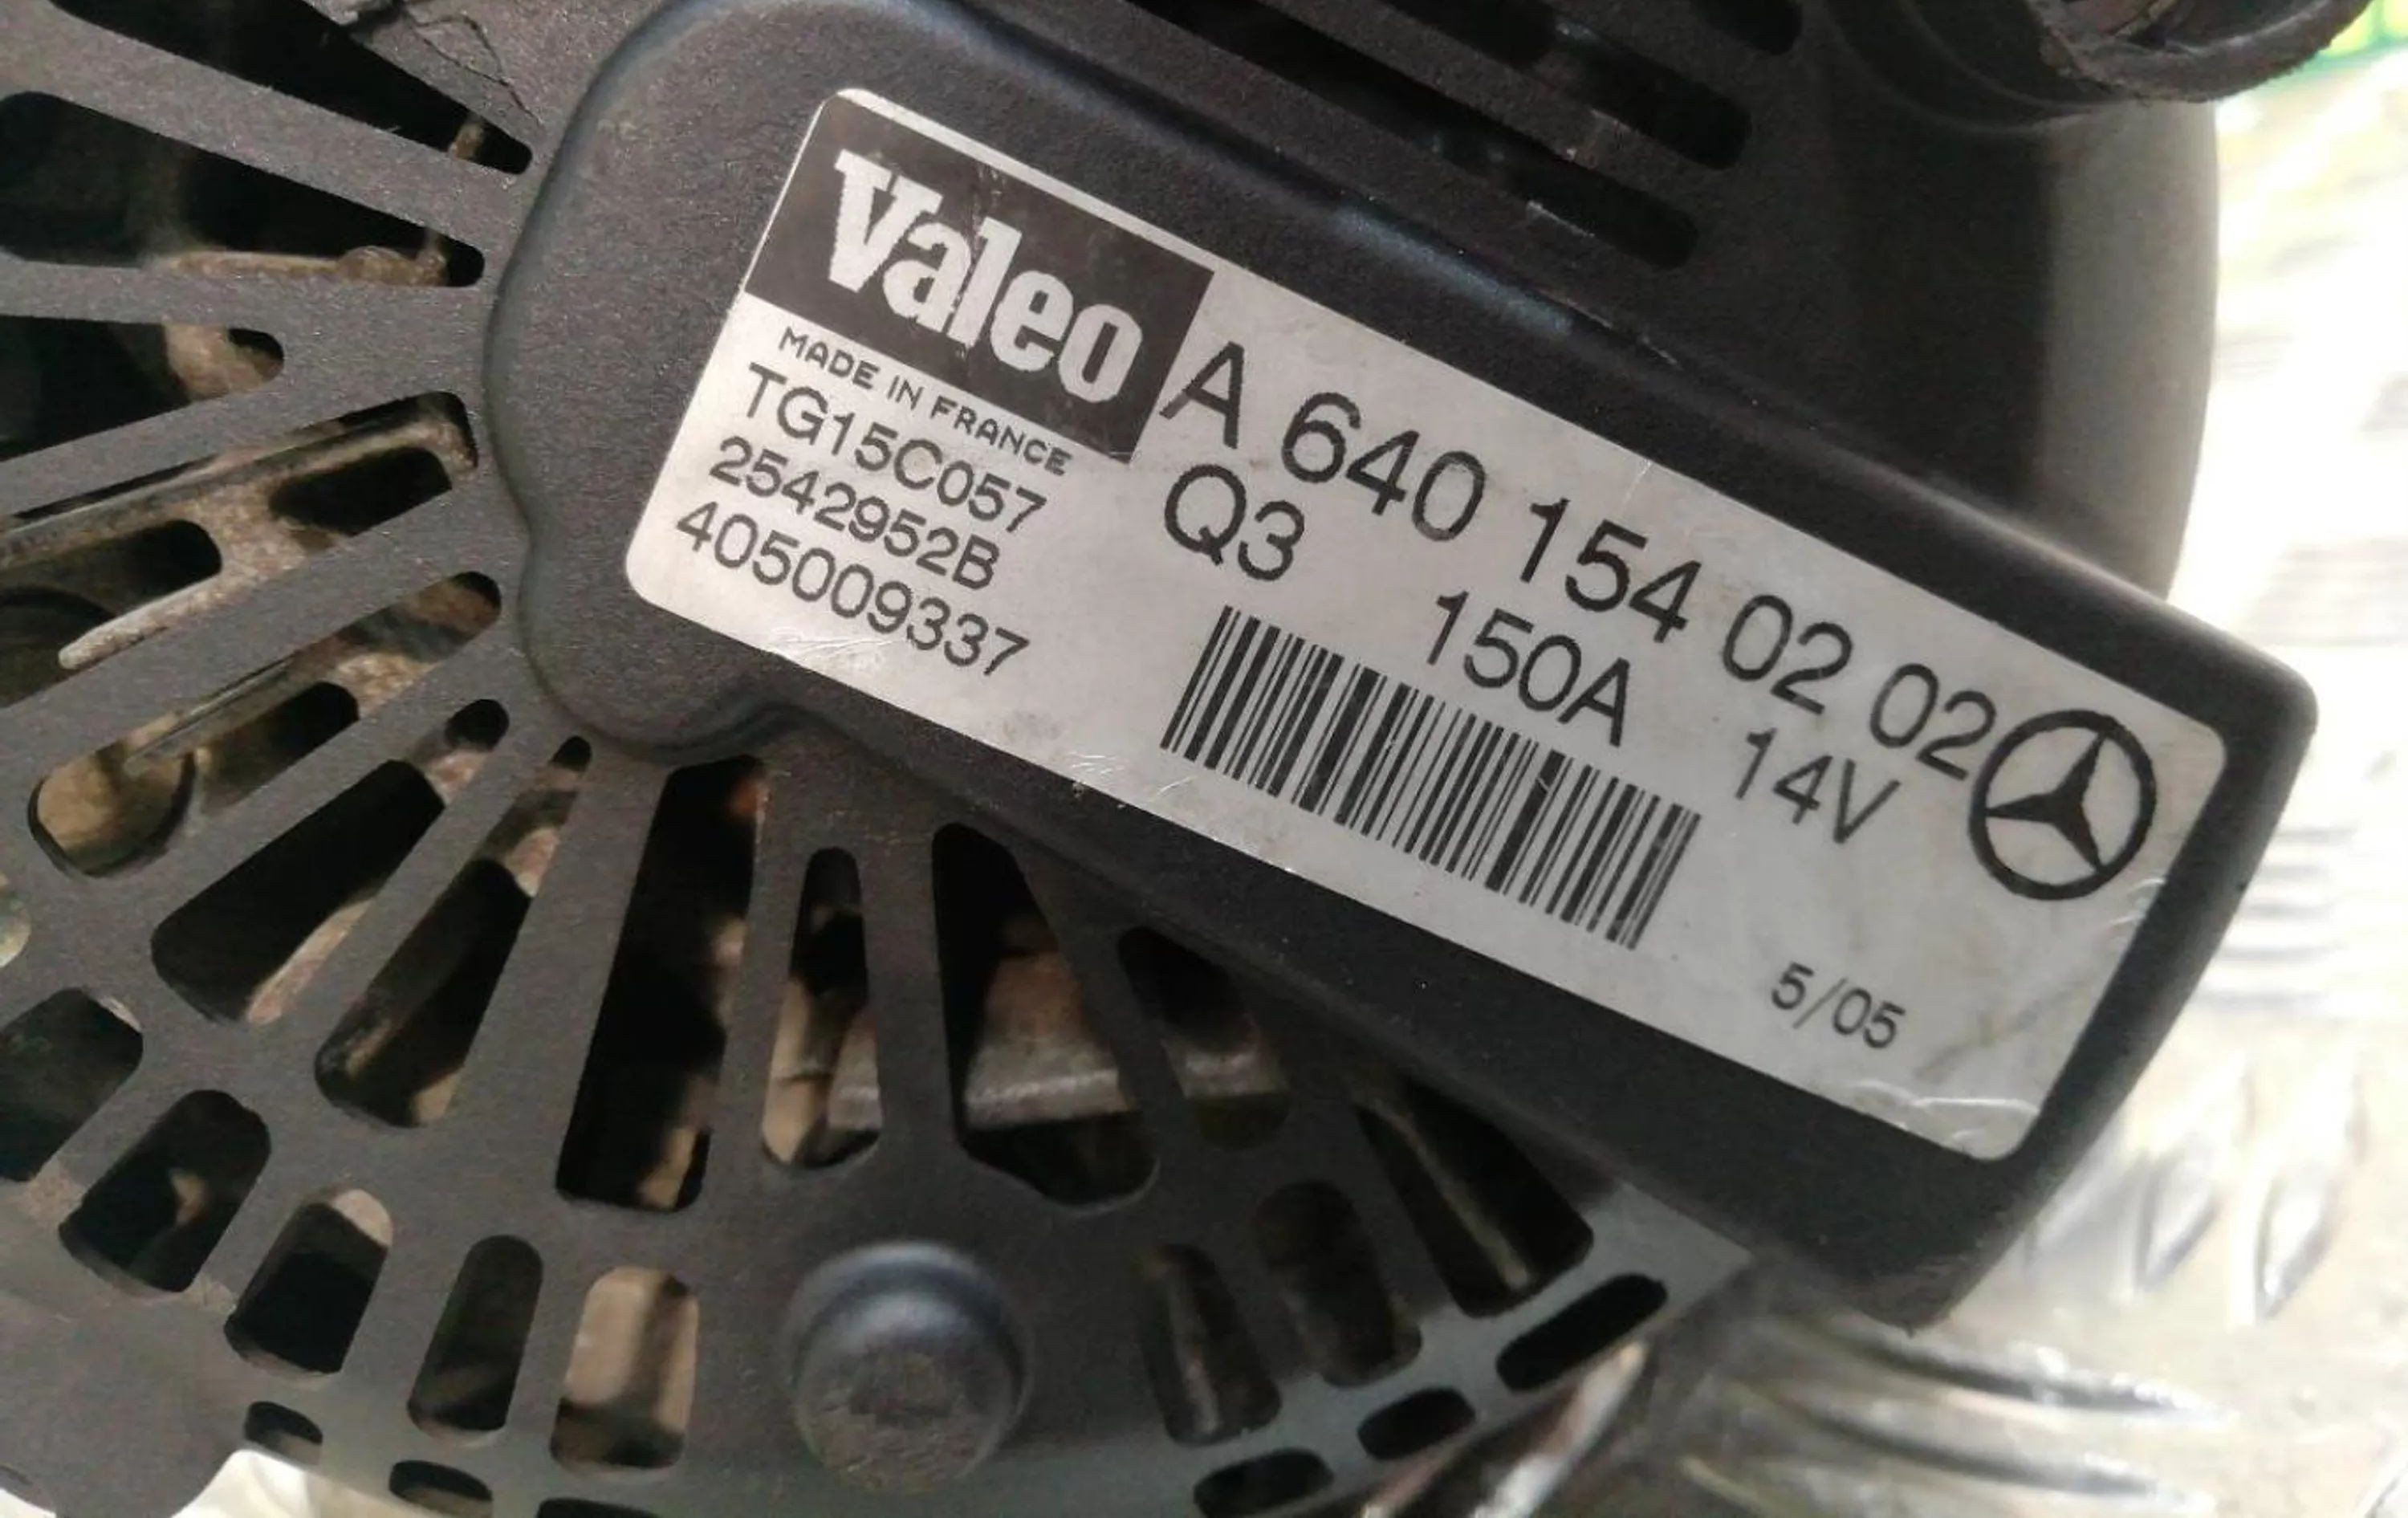 Valeo
MADE IN FRANCE
TG15C057
2542952B
405009337
A 640 154 02 02
Q3 150A 14V
5/05